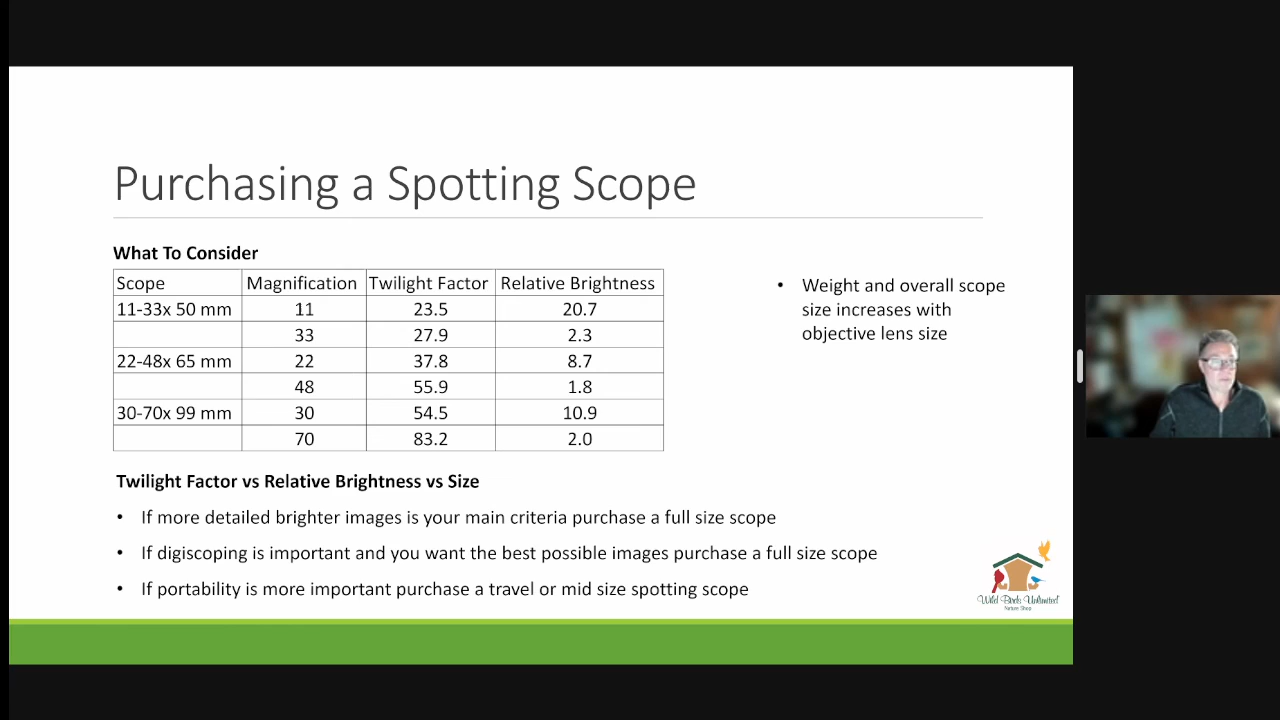 Purchasing a Spotting Scope
What To Consider
Scope Magnification Twilight Factor Relative Brightness
11-33x 50 mm 11 23.5 20.7
33 27.9 2.3
22-48x 65 mm 22 37.8 8.7
48 55.9 1.8
30-70x 99 mm 30 54.5 10.9
70 83.2 2.0
• Weight and overall scope
size increases with
objective lens size
Twilight Factor vs Relative Brightness vs Size
• If more detailed brighter images is your main criteria purchase a full size scope
• If digiscoping is important and you want the best possible images purchase a full size scope
• If portability is more important purchase a travel or mid size spotting scope
Wild Birds Unlimited
Nature Shop